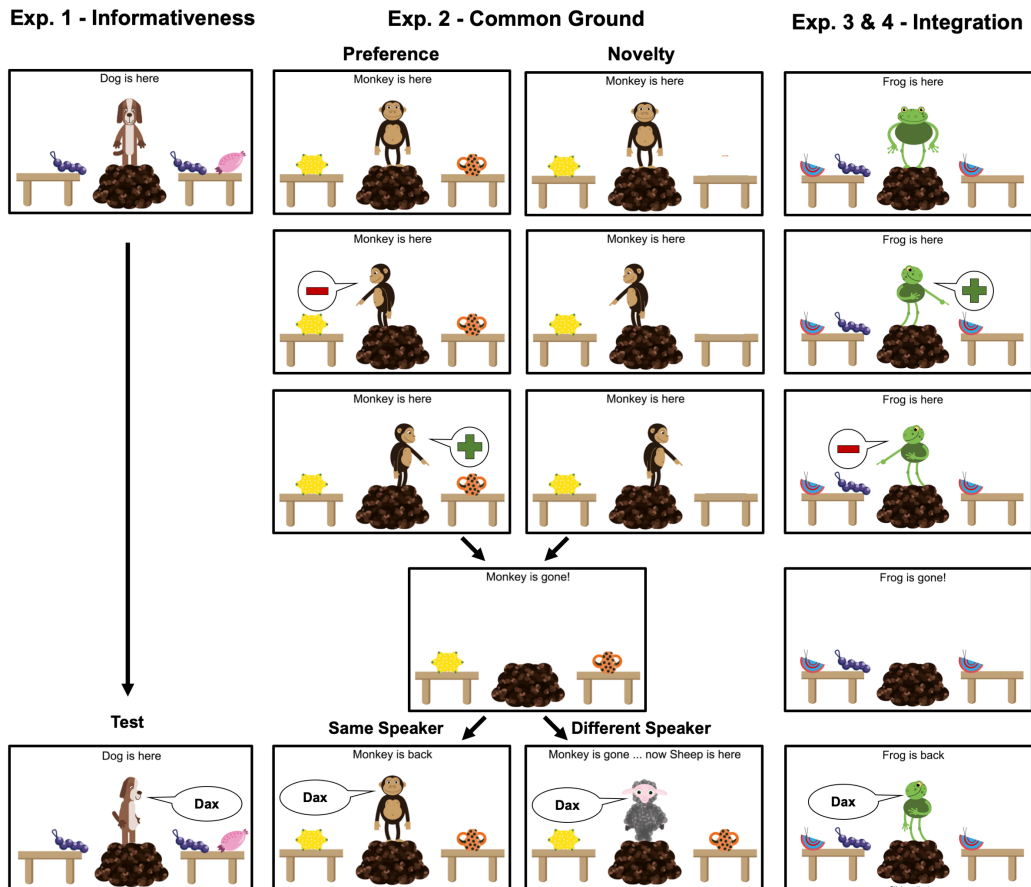 Exp. 1 - Informativeness
Exp. 2 - Common Ground
Exp. 3 & 4 - Integration
Preference
Novelty
Dog is here
Monkey is here
Monkey is here
Frog is here
Monkey is here
Monkey is here
Frog is here
Monkey is here
Monkey is here
Frog is here
Monkey is gone!
Frog is gone!
Test
Same Speaker
Different Speaker
Dog is here
Monkey is back
Monkey is gone ... now Sheep is here
Frog is back
Dax
Dax
Dax
Dax